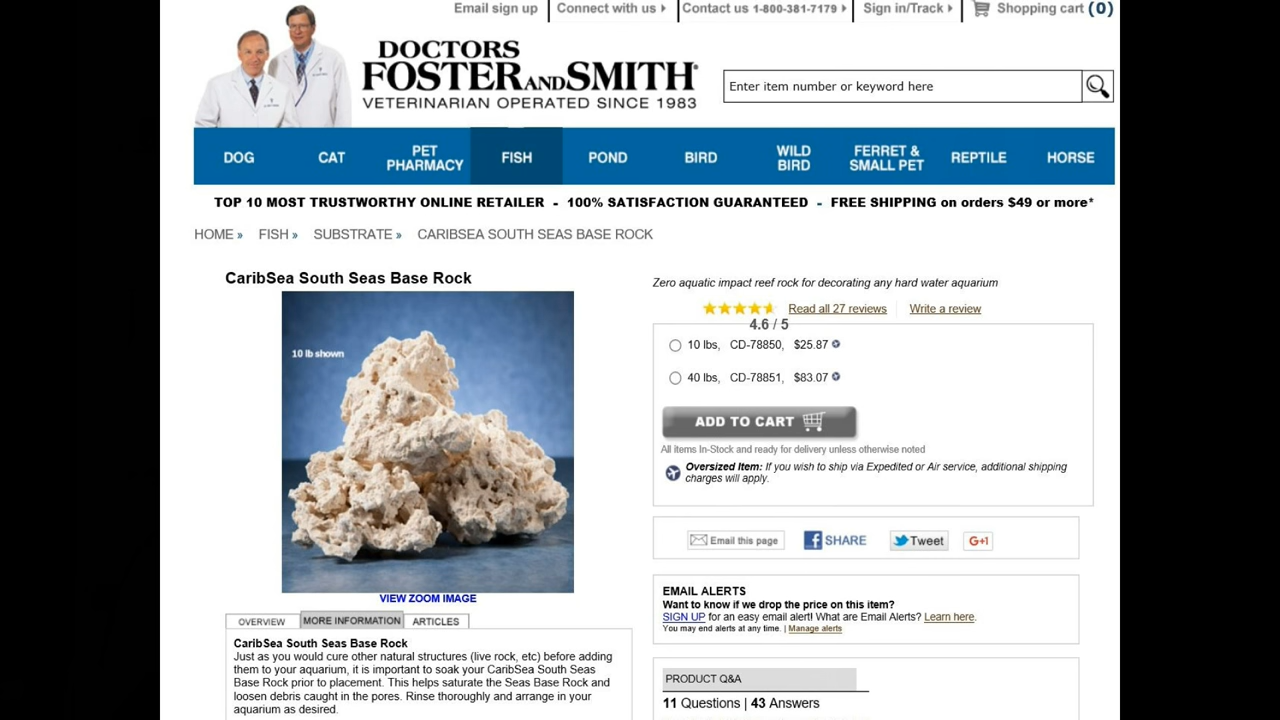 Email sign up
Connect with us
Contact us 1-800-381-7179
Sign in/Track
Shopping cart (0)
DOCTORS
FOSTER AND SMITH
VETERINARIAN OPERATED SINCE 1983
Enter item number or keyword here
DOG
CAT
PET PHARMACY
FISH
POND
BIRD
WILD BIRD
FERRET & SMALL PET
REPTILE
HORSE
TOP 10 MOST TRUSTWORTHY ONLINE RETAILER - 100% SATISFACTION GUARANTEED - FREE SHIPPING on orders $49 or more*
HOME » FISH » SUBSTRATE » CARIBSEA SOUTH SEAS BASE ROCK
CaribSea South Seas Base Rock
10 lb shown
VIEW ZOOM IMAGE
OVERVIEW
MORE INFORMATION
ARTICLES
CaribSea South Seas Base Rock
Just as you would cure other natural structures (live rock, etc) before adding
them to your aquarium, it is important to soak your CaribSea South Seas
Base Rock prior to placement. This helps saturate the Seas Base Rock and
loosen debris caught in the pores. Rinse thoroughly and arrange in your
aquarium as desired.
Zero aquatic impact reef rock for decorating any hard water aquarium
Read all 27 reviews
Write a review
4.6 / 5
10 lbs, CD-78850, $25.87
40 lbs, CD-78851, $83.07
ADD TO CART
All items In-Stock and ready for delivery unless otherwise noted
Oversized Item: If you wish to ship via Expedited or Air service, additional shipping
charges will apply.
Email this page
SHARE
Tweet
G+1
EMAIL ALERTS
Want to know if we drop the price on this item?
SIGN UP for an easy email alert! What are Email Alerts? Learn here.
You may end alerts at any time. | Manage alerts
PRODUCT Q&A
11 Questions | 43 Answers